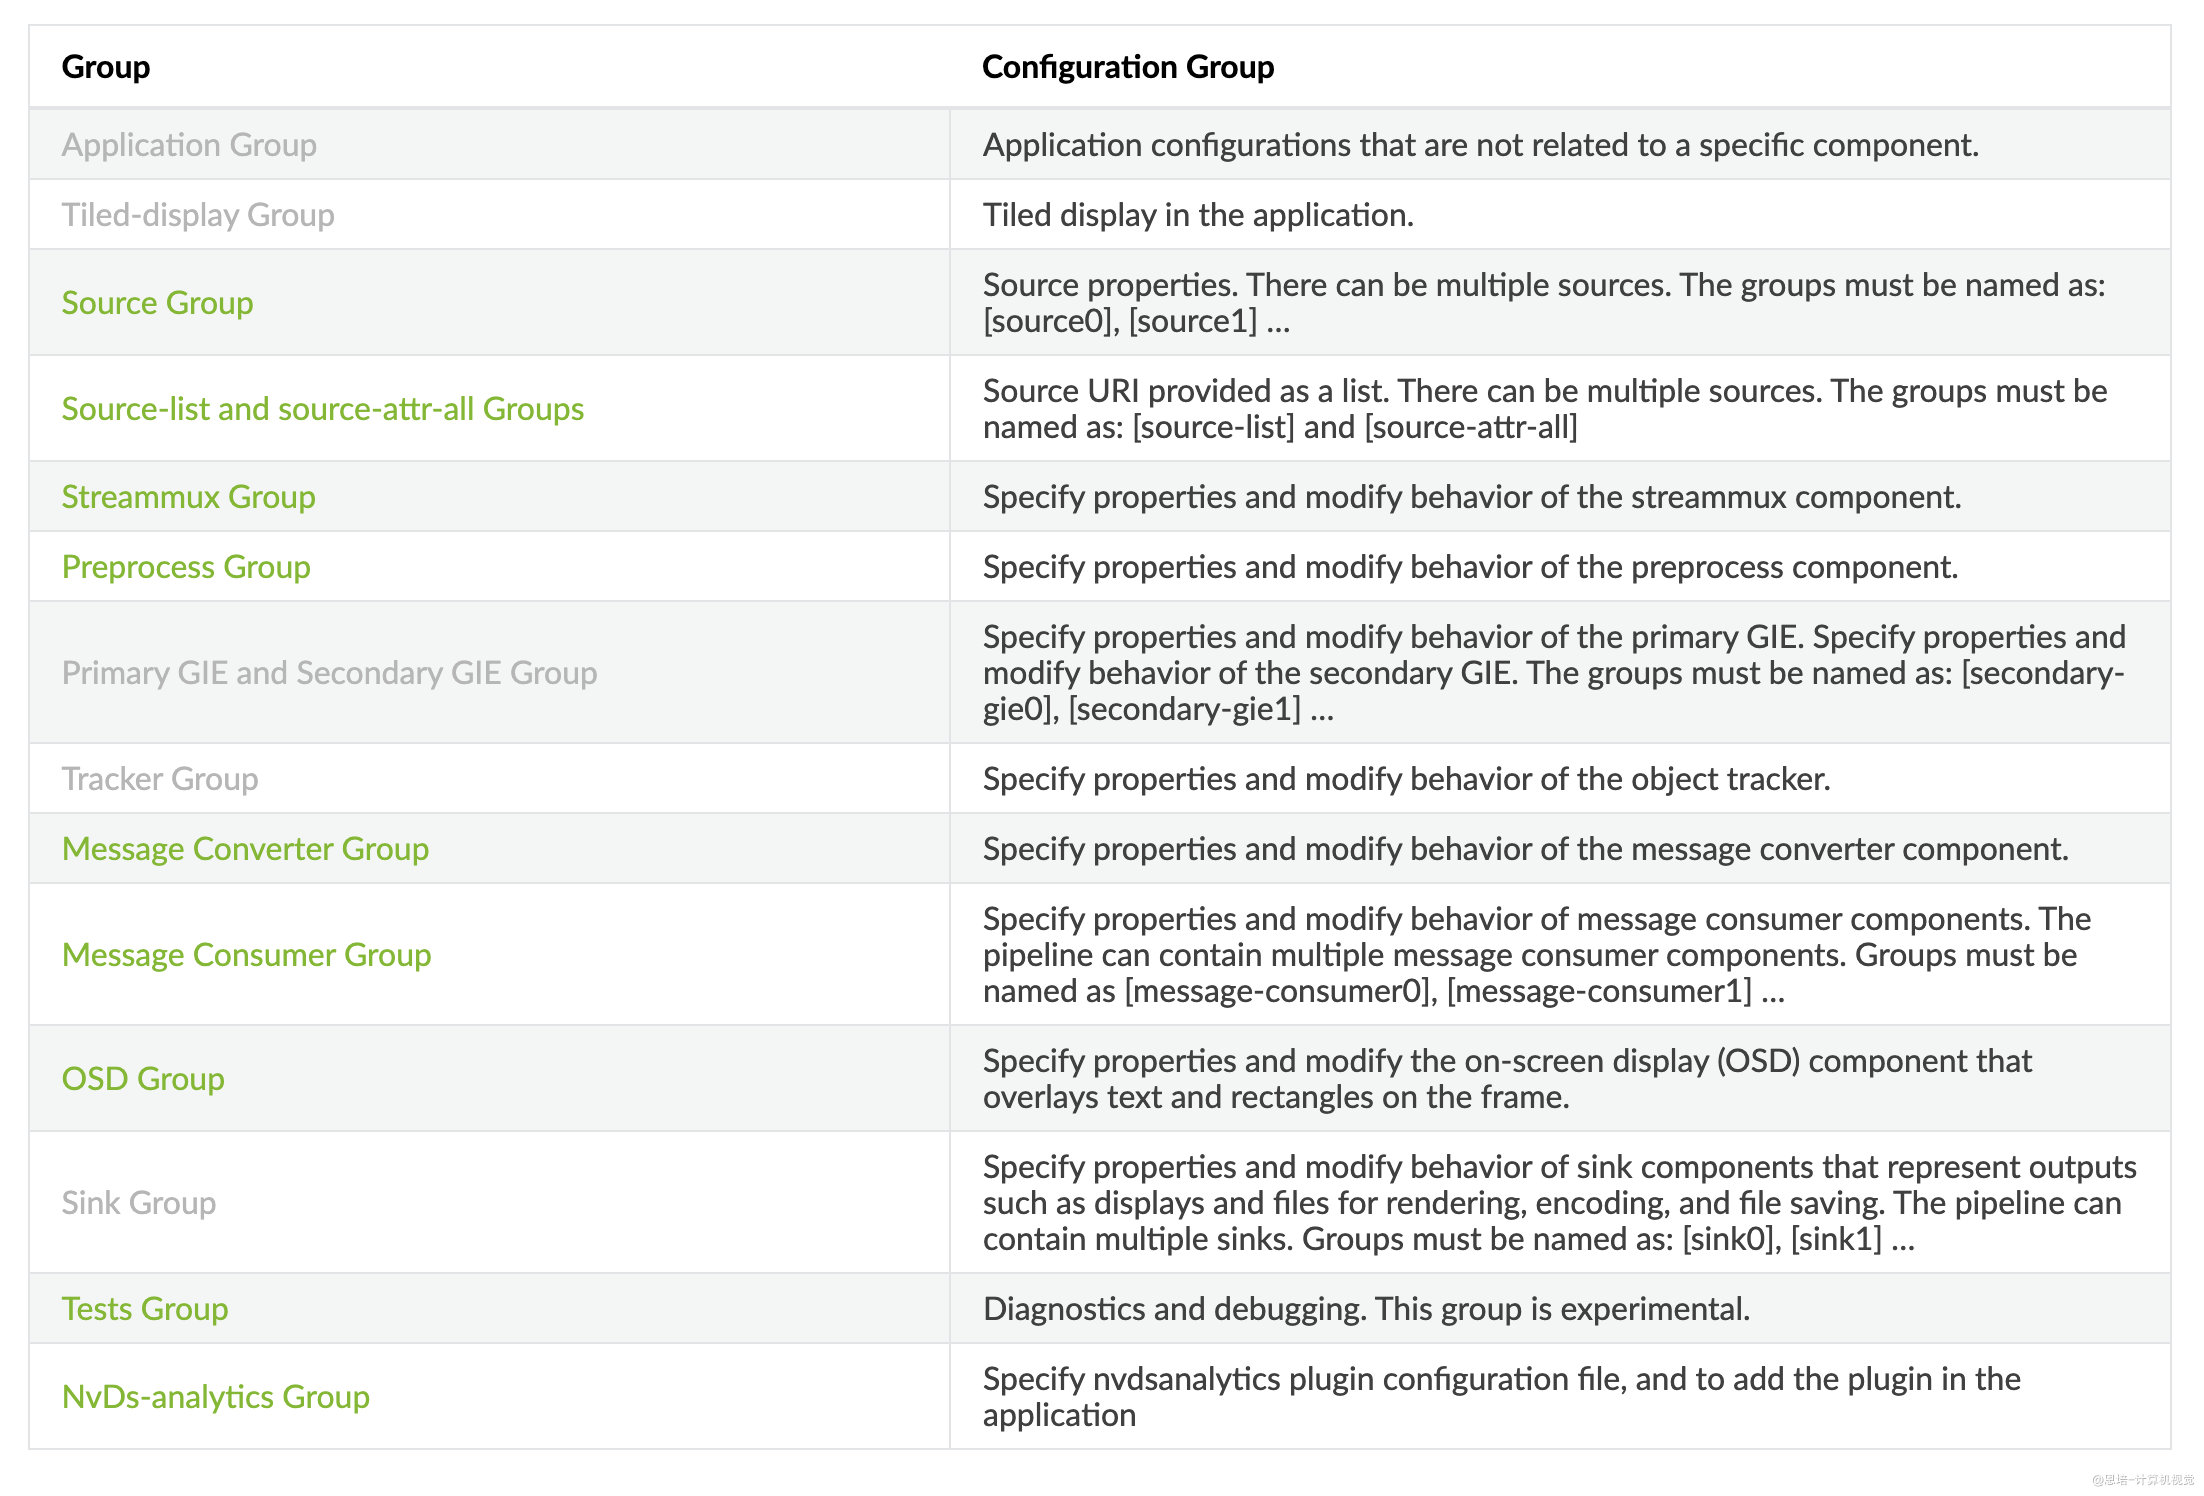 Group
Configuration Group
Application Group
Application configurations that are not related to a specific component.
Tiled-display Group
Tiled display in the application.
Source Group
Source properties. There can be multiple sources. The groups must be named as:
[source0], [source1] ...
Source-list and source-attr-all Groups
Source URI provided as a list. There can be multiple sources. The groups must be
named as: [source-list] and [source-attr-all]
Streammux Group
Specify properties and modify behavior of the streammux component.
Preprocess Group
Specify properties and modify behavior of the preprocess component.
Primary GIE and Secondary GIE Group
Specify properties and modify behavior of the primary GIE. Specify properties and
modify behavior of the secondary GIE. The groups must be named as: [secondary-
gie0], [secondary-gie1] ...
Tracker Group
Specify properties and modify behavior of the object tracker.
Message Converter Group
Specify properties and modify behavior of the message converter component.
Message Consumer Group
Specify properties and modify behavior of message consumer components. The
pipeline can contain multiple message consumer components. Groups must be
named as [message-consumer0], [message-consumer1] ...
OSD Group
Specify properties and modify the on-screen display (OSD) component that
overlays text and rectangles on the frame.
Sink Group
Specify properties and modify behavior of sink components that represent outputs
such as displays and files for rendering, encoding, and file saving. The pipeline can
contain multiple sinks. Groups must be named as: [sink0], [sink1] ...
Tests Group
Diagnostics and debugging. This group is experimental.
NvDs-analytics Group
Specify nvdsanalytics plugin configuration file, and to add the plugin in the
application
@恩培-计算机视觉